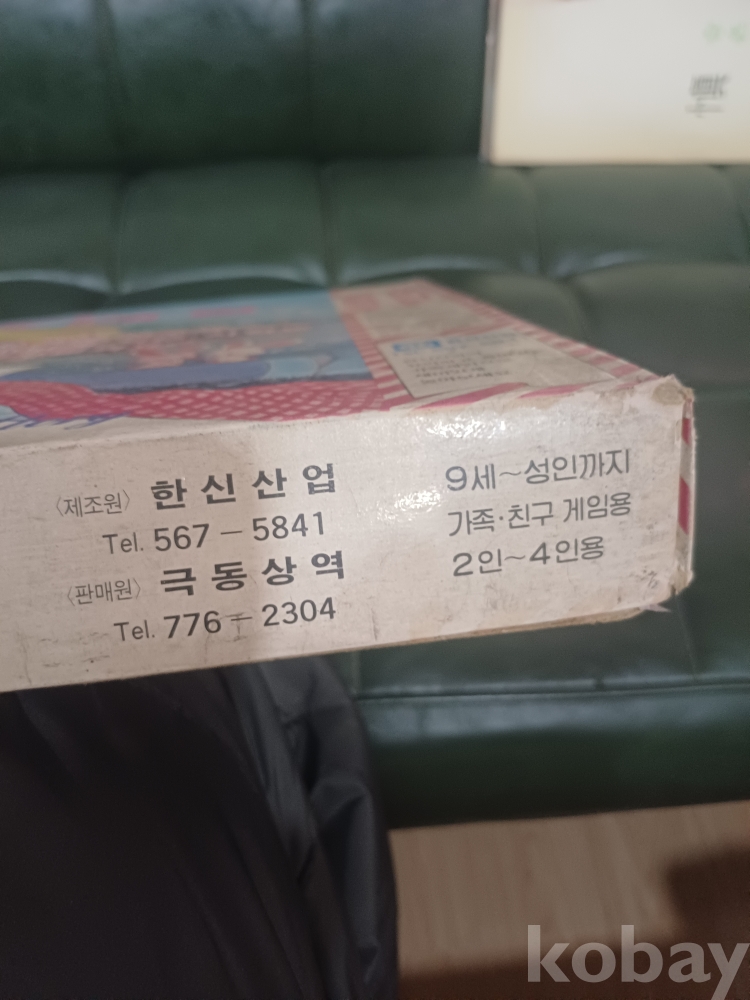 〈제조원〉 한신산업
Tel. 567-5841
〈판매원〉 극동상역
Tel. 776-2304
9세~성인까지
가족·친구 게임용
2인~4인용
kobay